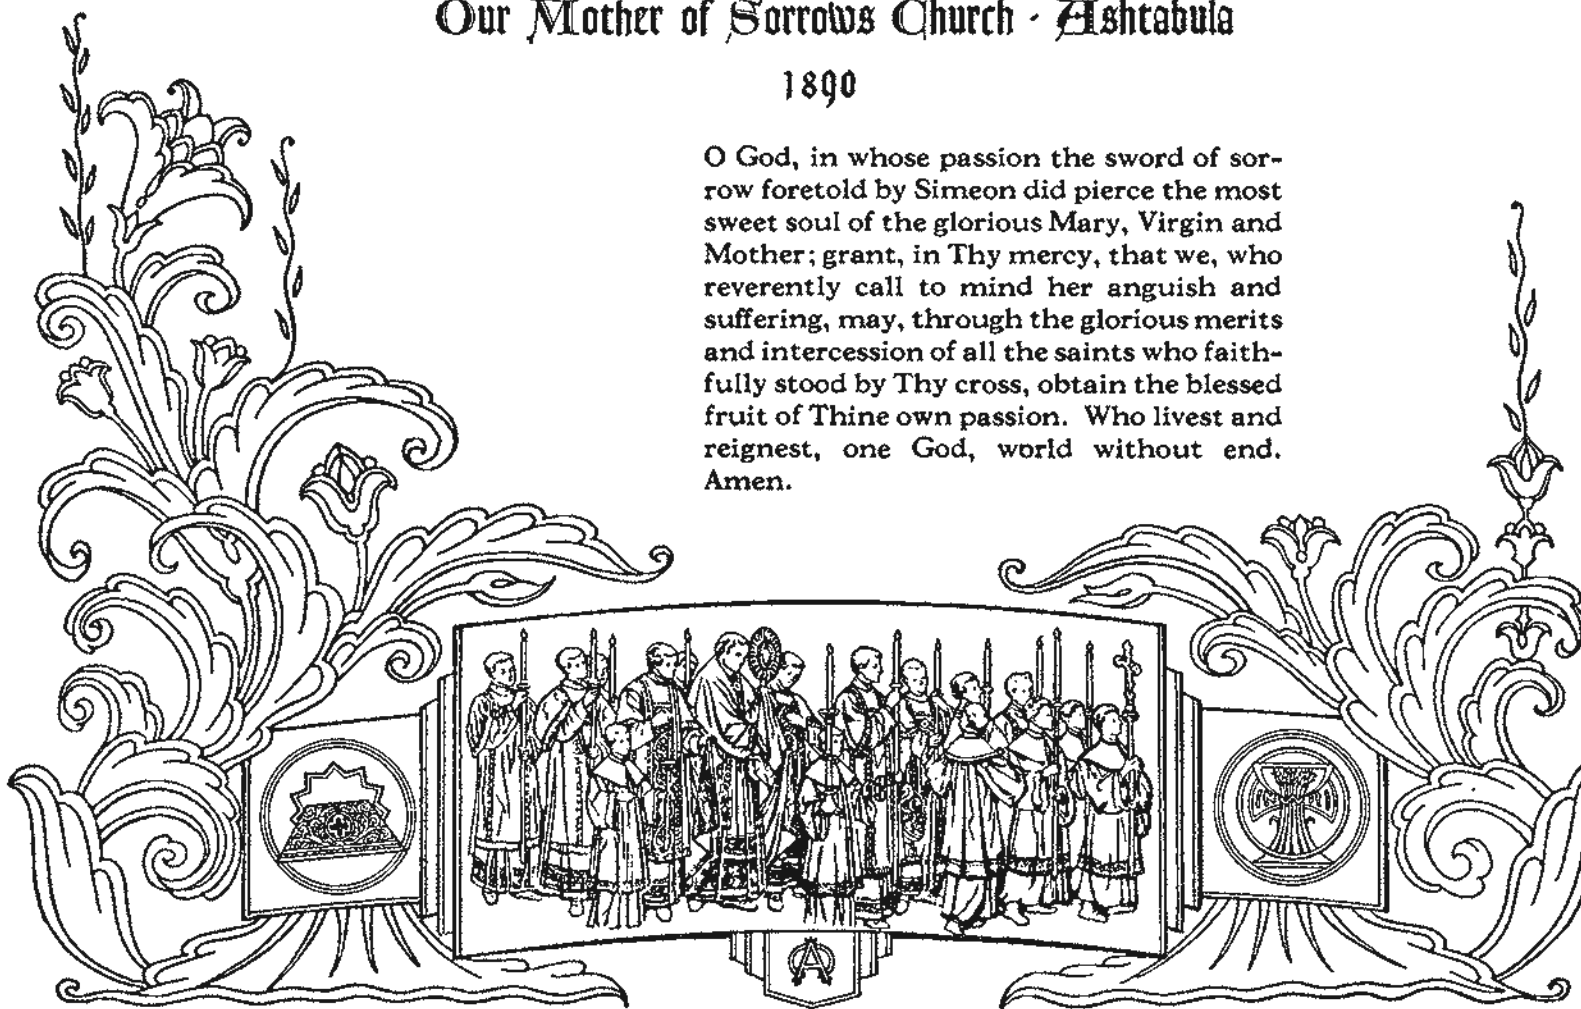 Our Mother of Sorrows Church · Ashtabula
1890
O God, in whose passion the sword of sor-
row foretold by Simeon did pierce the most
sweet soul of the glorious Mary, Virgin and
Mother; grant, in Thy mercy, that we, who
reverently call to mind her anguish and
suffering, may, through the glorious merits
and intercession of all the saints who faith-
fully stood by Thy cross, obtain the blessed
fruit of Thine own passion. Who livest and
reignest, one God, world without end.
Amen.